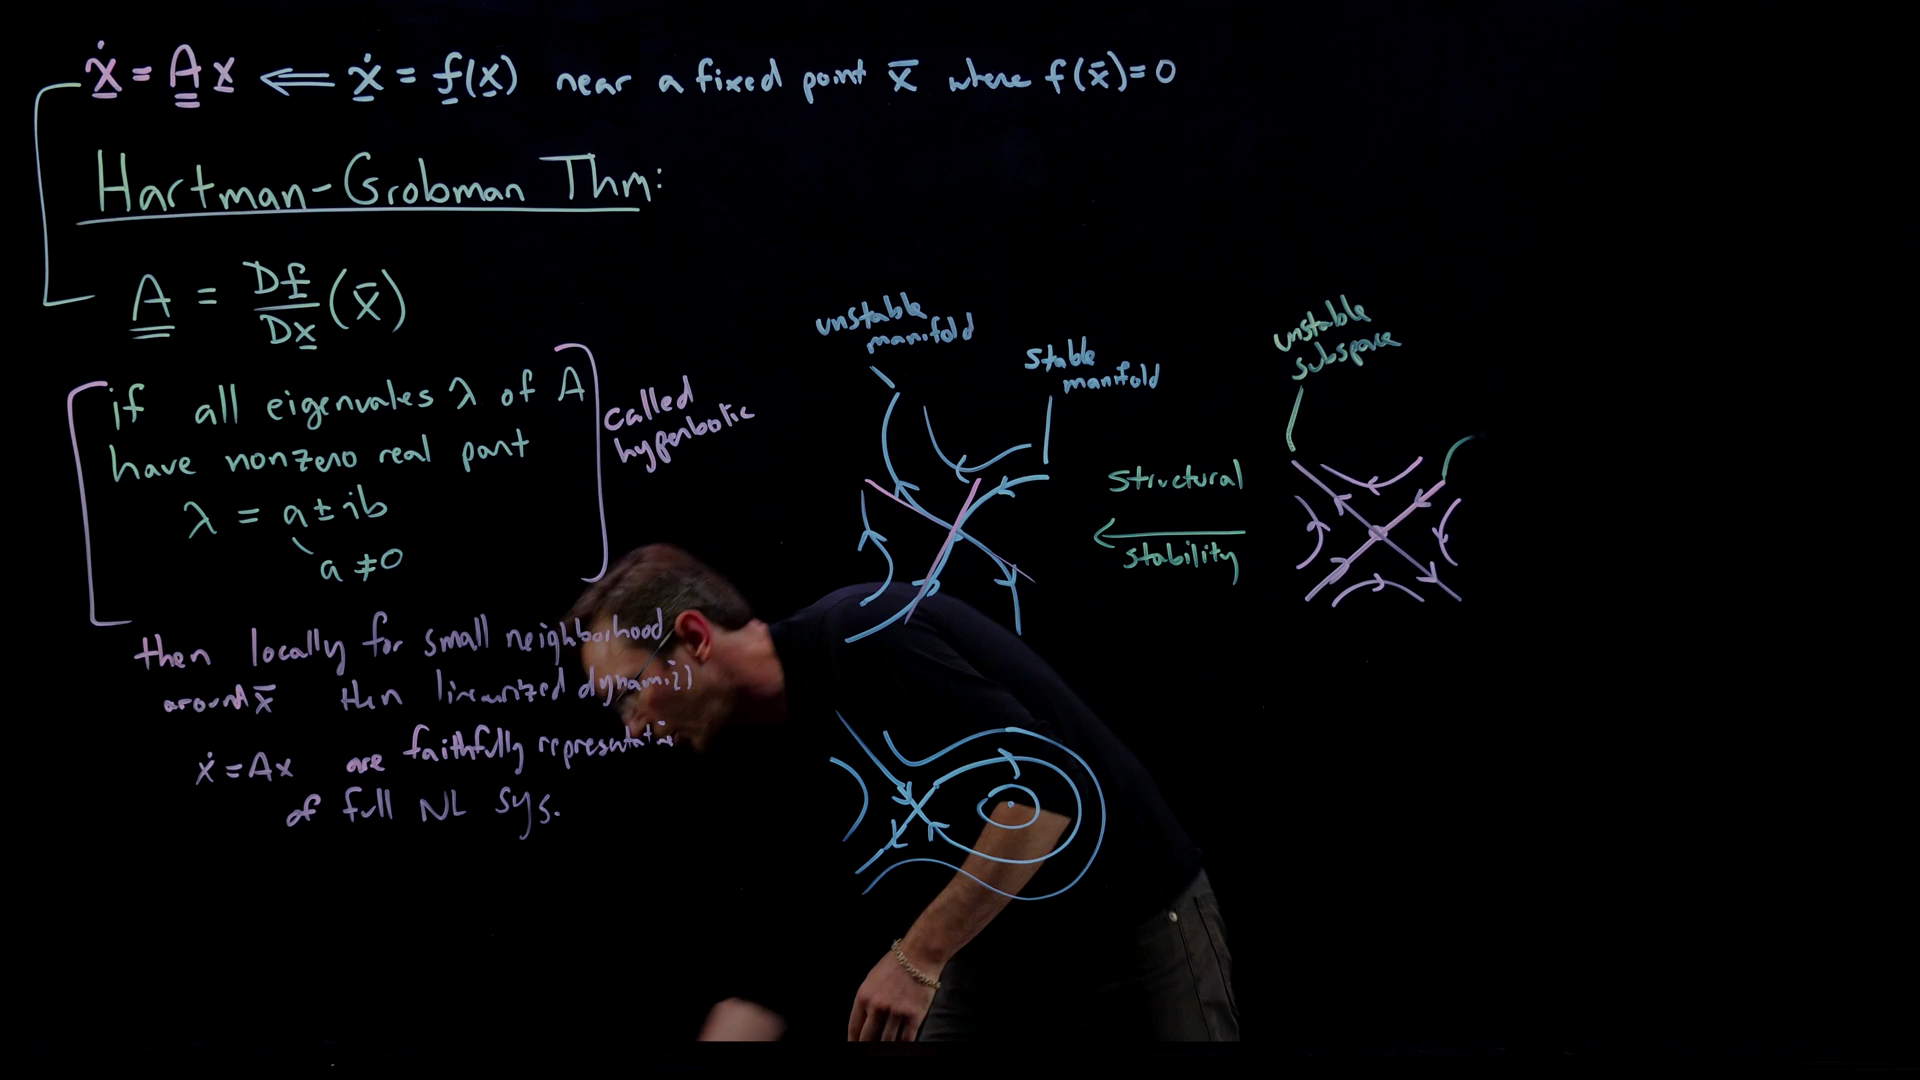 ẋ = A x ⟸ ẋ = f(x) near a fixed point x̄ where f(x̄)=0
Hartman-Grobman Thm:
A = Df/Dx (x̄)
if all eigenvales λ of A
have nonzero real part
λ = a ± ib
a ≠ 0
called
hyperbolic
then locally for small neighborhood
around x̄ then linearized dynamics
ẋ = Ax are faithfully
of full NL sys.
unstable
manifold
stable
manifold
structural
stability
unstable
subspace